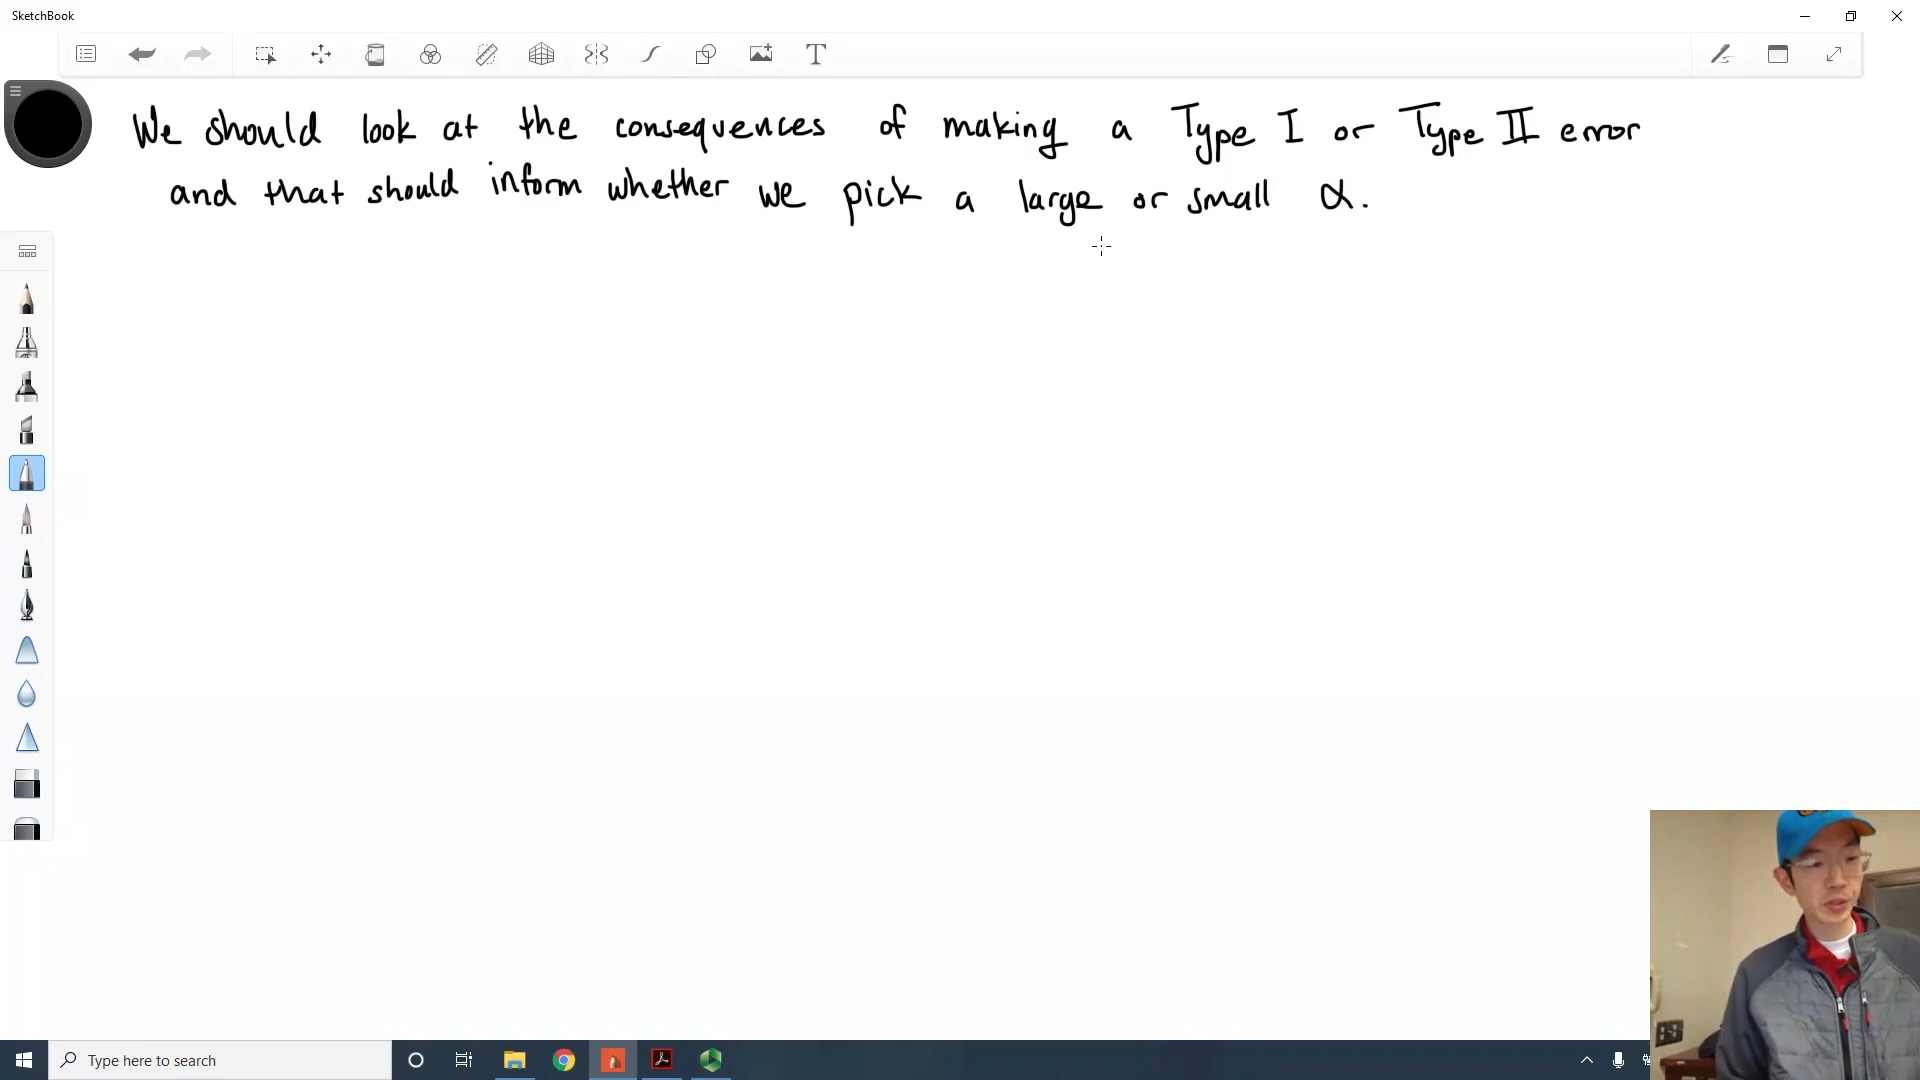 SketchBook
We should look at the consequences of making a Type I or Type II error
and that should inform whether we pick a large or small α.
Type here to search